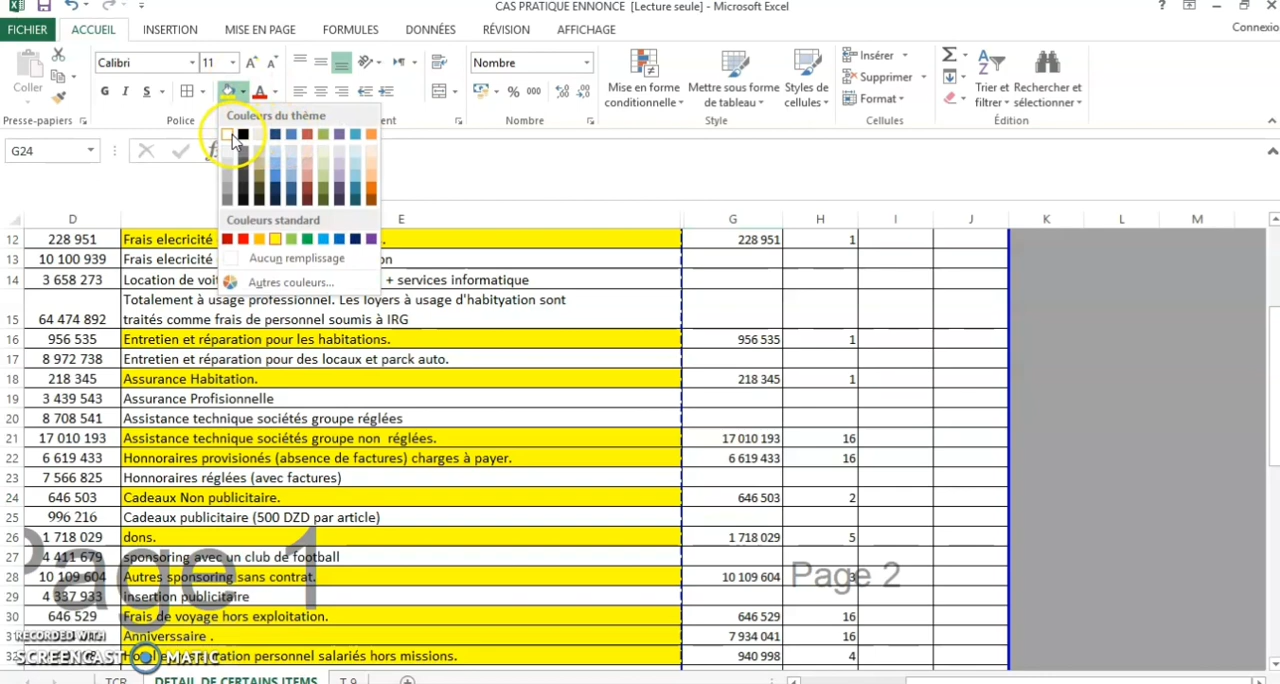 CAS PRATIQUE ENNONCE [Lecture seule] - Microsoft Excel
FICHIER ACCUEIL INSERTION MISE EN PAGE FORMULES DONNÉES RÉVISION AFFICHAGE Connexio
Calibri 11 Nombre
Coller
G I S A % 000
Mise en forme conditionnelle
Mettre sous forme de tableau
Styles de cellules
Insérer
Supprimer
Format
Trier et filtrer
Rechercher et sélectionner
Presse-papiers Police Nombre Style Cellules Édition
Couleurs du thème
G24
Couleurs standard
Aucun remplissage
Autres couleurs...
D E G H I J K L M
12 228 951 Frais elecricité . 228 951 1
13 10 100 939 Frais elecricité on
14 3 658 273 Location de voit + services informatique
Totalement à usage professionnel. Les loyers à usage d'habityation sont
15 64 474 892 traités comme frais de personnel soumis à IRG
16 956 535 Entretien et réparation pour les habitations. 956 535 1
17 8 972 738 Entretien et réparation pour des locaux et parck auto.
18 218 345 Assurance Habitation. 218 345 1
19 3 439 543 Assurance Profisionnelle
20 8 708 541 Assistance technique sociétés groupe réglées
21 17 010 193 Assistance technique sociétés groupe non réglées. 17 010 193 16
22 6 619 433 Honnoraires provisionés (absence de factures) charges à payer. 6 619 433 16
23 7 566 825 Honoraires réglées (avec factures)
24 646 503 Cadeaux Non publicitaire. 646 503 2
25 996 216 Cadeaux publicitaire (500 DZD par article)
26 1 718 029 dons. 1 718 029 5
27 4 411 679 sponsoring avec un club de football
28 10 109 604 Autres sponsoring sans contrat. 10 109 604 3
Page 1 Page 2
29 4 337 933 insertion publicitaire
30 646 529 Frais de voyage hors exploitation. 646 529 16
Anniverssaire . 7 934 041 16
32 personnel salariés hors missions. 940 998 4
RECORDED WITH
SCREENCAST MATIC
TCR DETAIL DE CERTAINS ITEMS T 9